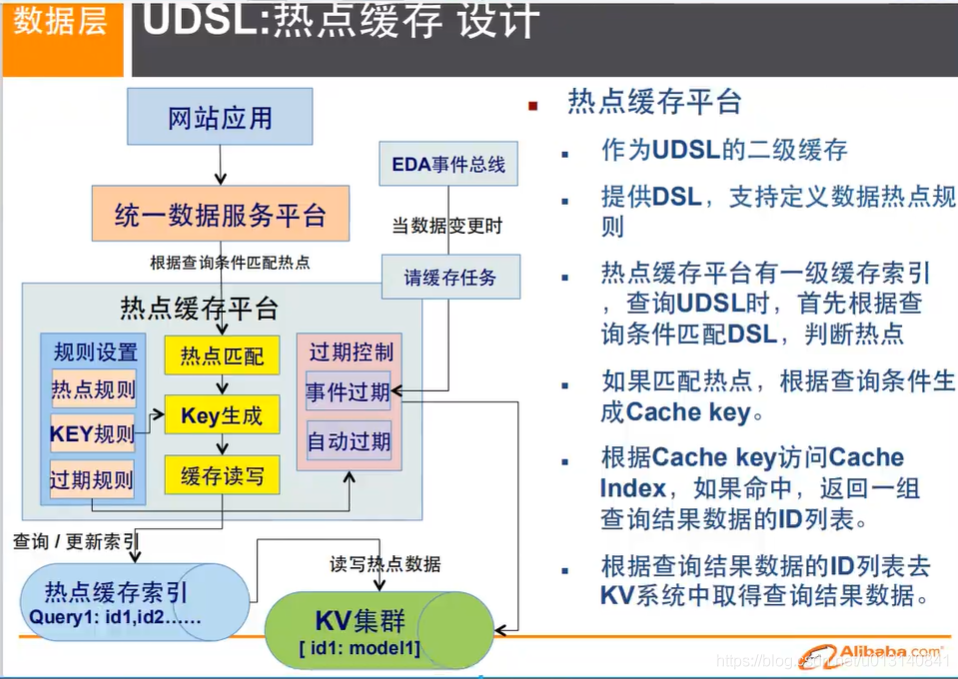 数据层
UDSL:热点缓存 设计
网站应用
统一数据服务平台
根据查询条件匹配热点
EDA事件总线
当数据变更时
请缓存任务
热点缓存平台
规则设置
热点规则
KEY规则
过期规则
热点匹配
Key生成
缓存读写
过期控制
事件过期
自动过期
查询 / 更新索引
热点缓存索引
Query1: id1,id2……
读写热点数据
KV集群
[ id1: model1]
热点缓存平台
作为UDSL的二级缓存
提供DSL，支持定义数据热点规
则
热点缓存平台有一级缓存索引
，查询UDSL时，首先根据查
询条件匹配DSL，判断热点
如果匹配热点，根据查询条件生
成Cache key。
根据Cache key访问Cache
Index，如果命中，返回一组
查询结果数据的ID列表。
根据查询结果数据的ID列表去
KV系统中取得查询结果数据。
Alibaba.com
https://blog.csdn.net/u013140841